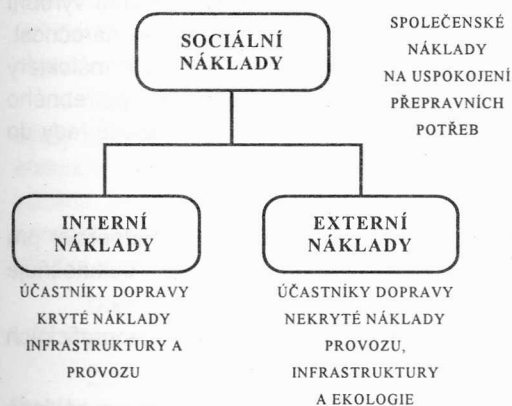 SOCIÁLNÍ
NÁKLADY
SPOLEČENSKÉ
NÁKLADY
NA USPOKOJENÍ
PŘEPRAVNÍCH
POTŘEB
INTERNÍ
NÁKLADY
ÚČASTNÍKY DOPRAVY
KRYTÉ NÁKLADY
INFRASTRUKTURY A
PROVOZU
EXTERNÍ
NÁKLADY
ÚČASTNÍKY DOPRAVY
NEKRYTÉ NÁKLADY
PROVOZU,
INFRASTRUKTURY
A EKOLOGIE